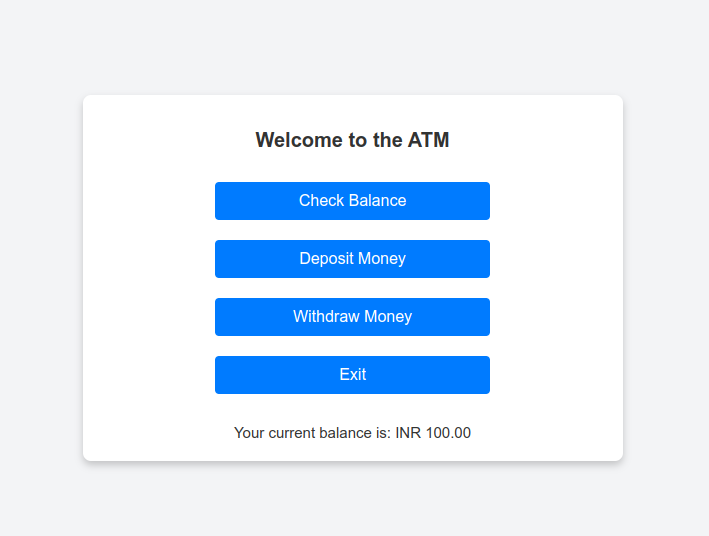 Welcome to the ATM
Check Balance
Deposit Money
Withdraw Money
Exit
Your current balance is: INR 100.00